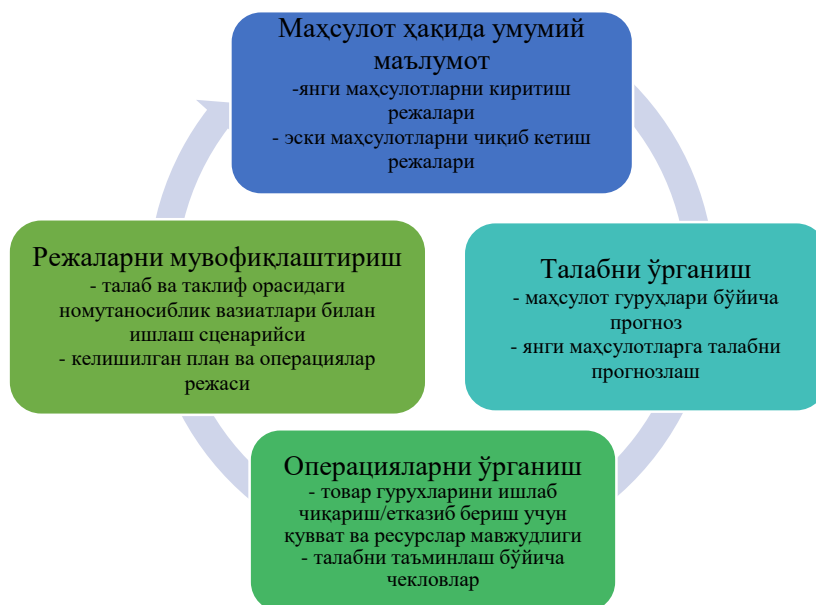 Маҳсулот ҳақида умумий
маълумот
-янги маҳсулотларни киритиш
режалари
- эски маҳсулотларни чиқиб кетиш
режалари
Талабни ўрганиш
- маҳсулот гуруҳлари бўйича
прогноз
- янги маҳсулотларга талабни
прогнозлаш
Операцияларни ўрганиш
- товар гурухларини ишлаб
чиқариш/етказиб бериш учун
қувват ва ресурслар мавжудлиги
- талабни таъминлаш бўйича
чекловлар
Режаларни мувофиқлаштириш
- талаб ва таклиф орасидаги
номутаносиблик вазиатлари билан
ишлаш сценарийси
- келишилган план ва операциялар
режаси